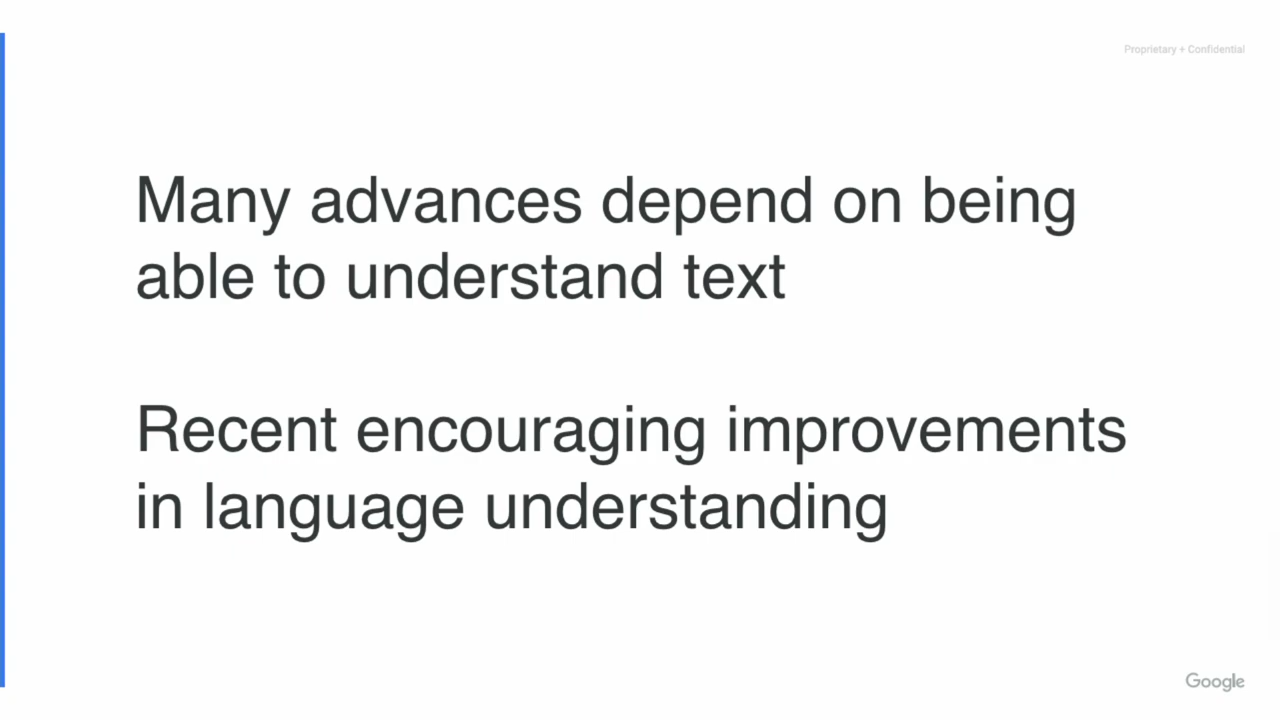 Proprietary + Confidential
Many advances depend on being
able to understand text
Recent encouraging improvements
in language understanding
Google